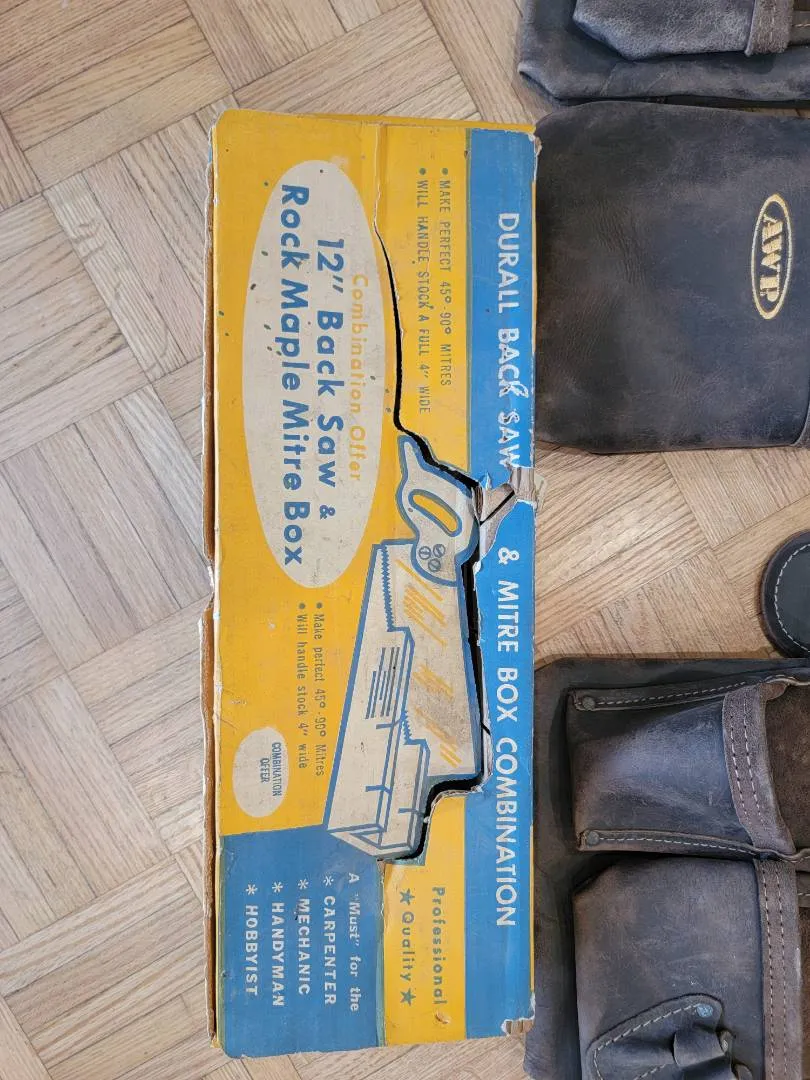 DURALL BACK SAW & MITRE BOX COMBINATION
• MAKE PERFECT 45°-90° MITRES
• WILL HANDLE STOCK A FULL 4" WIDE
Combination Offer
12" Back Saw &
Rock Maple Mitre Box
• Make perfect 45°-90° Mitres
• Will handle stock 4" wide
COMBINATION
OFFER
Professional
★ Quality ★
A "Must" for the
* CARPENTER
* MECHANIC
* HANDYMAN
* HOBBYIST
AWP